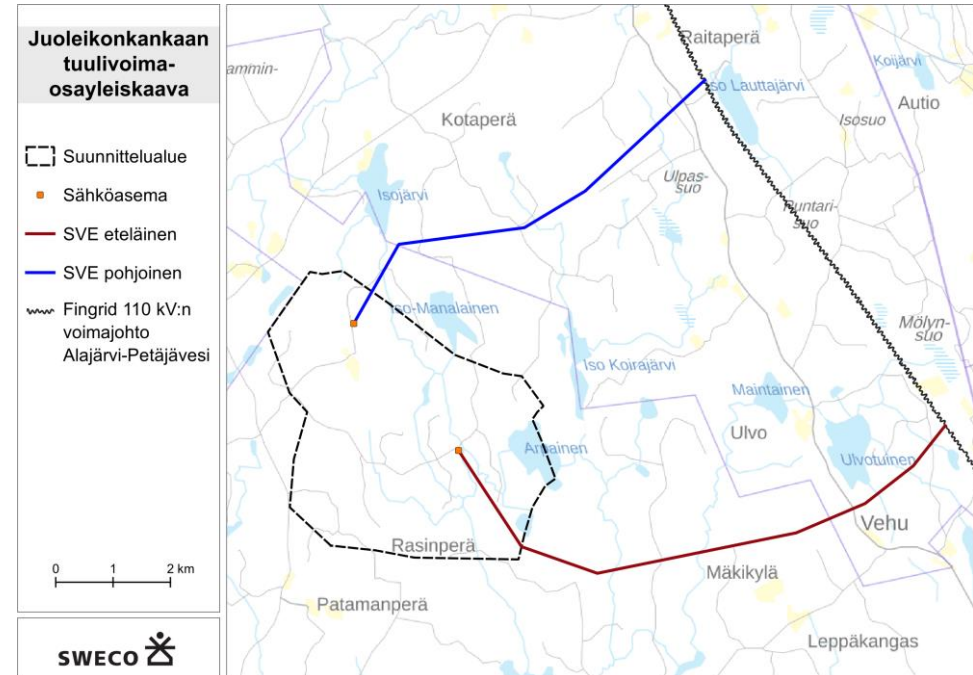 Juoleikonkankaan
tuulivoima-
osayleiskaava
Suunnittelualue
Sähköasema
SVE eteläinen
SVE pohjoinen
Fingrid 110 kV:n
voimajohto
Alajärvi-Petäjävesi
0 1 2 km
SWECO
Raitaperä
Koijärvi
ammin-
Iso Lauttajärvi
Autio
Kotaperä
Isosuo
Ulpas-
suo
Isojärvi
Puntari-
suo
Iso-Manalainen
Mölyn-
suo
Iso Koirajärvi
Maintainen
Ulvo
Ulvotuinen
Vehu
Rasinperä
Mäkikylä
Patamanperä
Leppäkangas